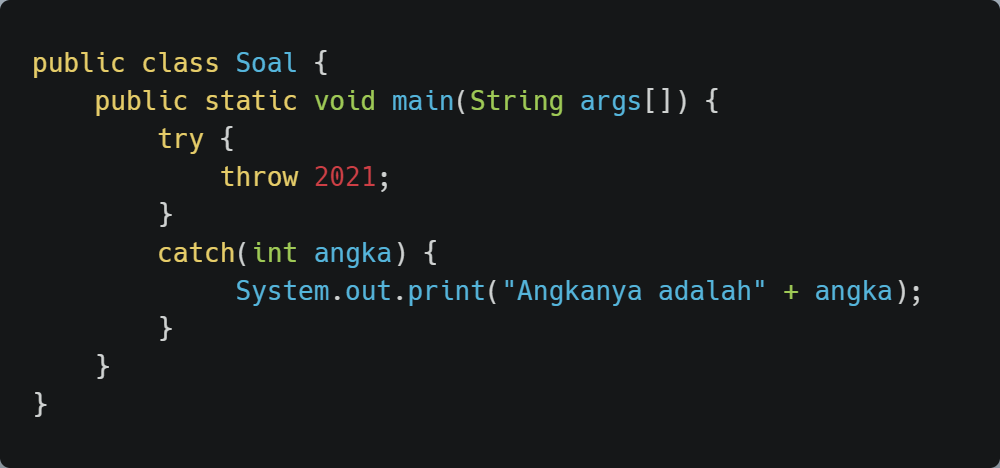 public class Soal {
    public static void main(String args[]) {
        try {
            throw 2021;
        }
        catch(int angka) {
             System.out.print("Angkanya adalah" + angka);
        }
    }
}